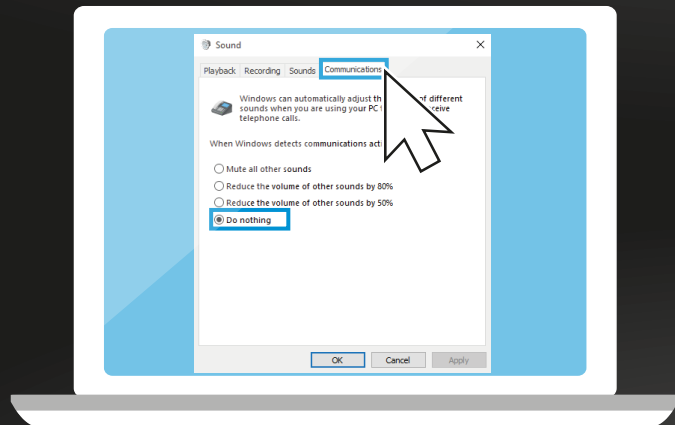 Sound
Playback Recording Sounds Communications
Windows can automatically adjust th of different
sounds when you are using your PC
telephone calls.
When Windows detects communications
Mute all other sounds
Reduce the volume of other sounds by 80%
Reduce the volume of other sounds by 50%
Do nothing
OK Cancel Apply